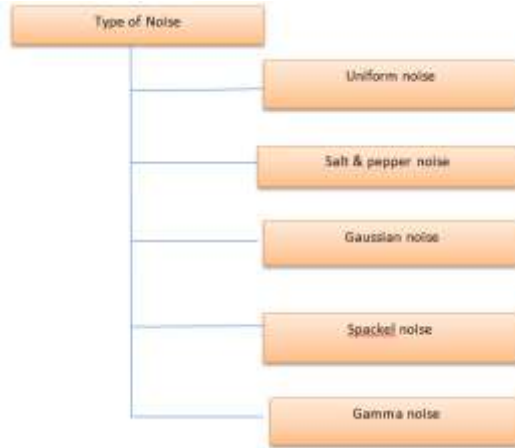 Type of Noise
Uniform noise
Salt & pepper noise
Gaussian noise
Spackel noise
Gamma noise